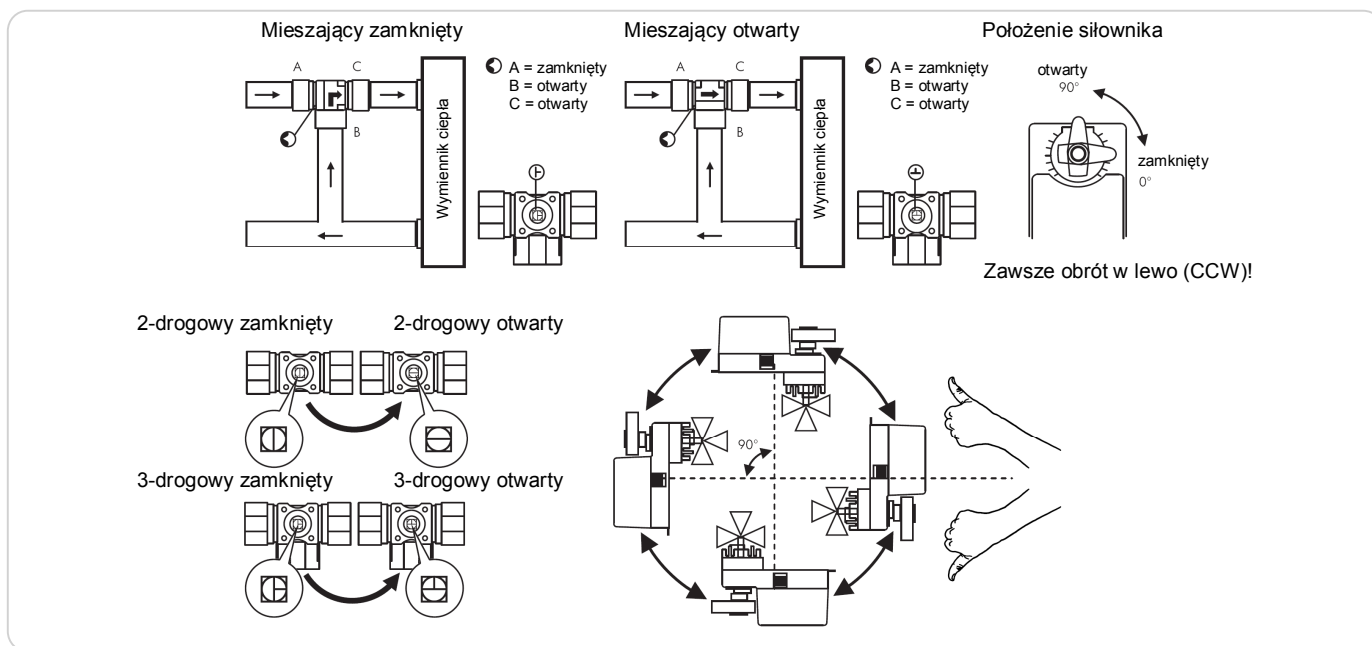 Mieszający zamknięty
A
C
B
Wymiennik ciepła
A = zamknięty
B = otwarty
C = otwarty
Mieszający otwarty
A
C
B
Wymiennik ciepła
A = zamknięty
B = otwarty
C = otwarty
Położenie siłownika
otwarty
90°
zamknięty
0°
Zawsze obrót w lewo (CCW)!
2-drogowy zamknięty
2-drogowy otwarty
3-drogowy zamknięty
3-drogowy otwarty
90°